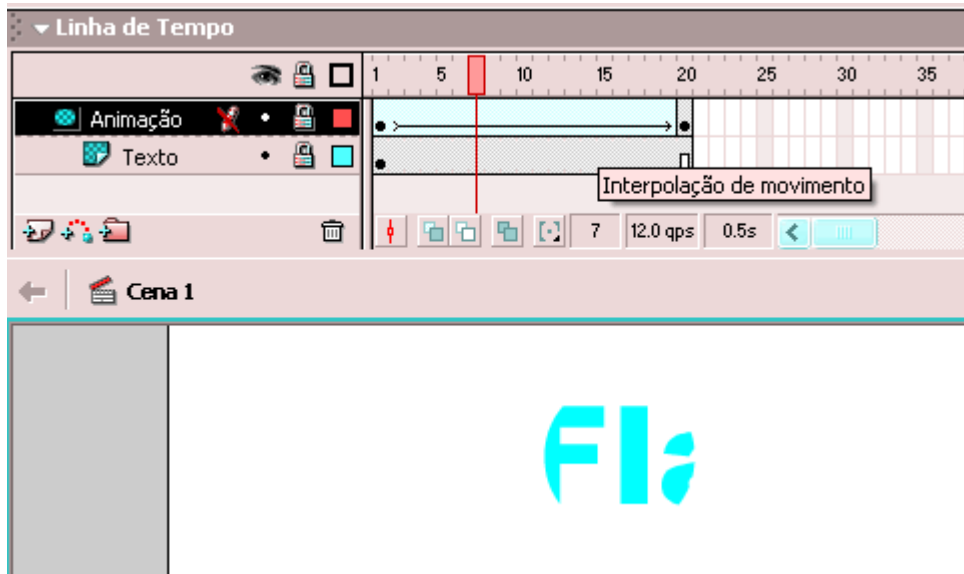 Linha de Tempo
1 5 10 15 20 25 30 35
Animação
Texto
Interpolação de movimento
7 12.0 qps 0.5s
Cena 1
Fla